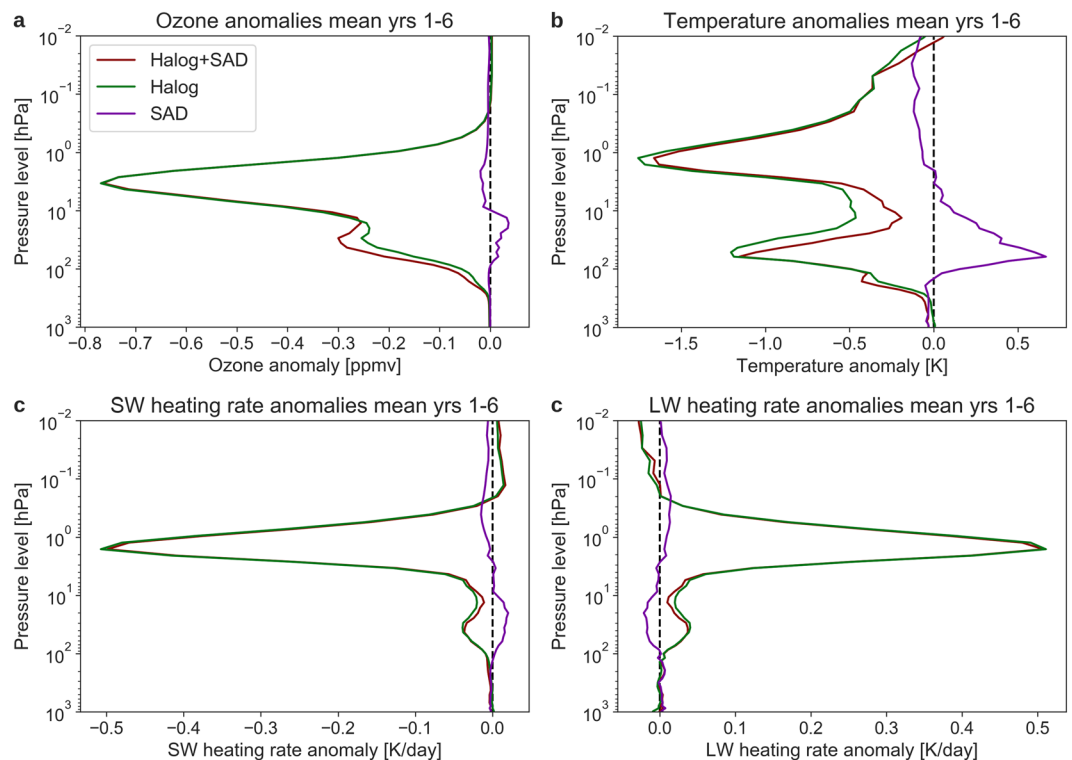 a
Ozone anomalies mean yrs 1-6
10⁻²
10⁻¹
10⁰
10¹
10²
10³
Pressure level [hPa]
Halog+SAD
Halog
SAD
−0.8 −0.7 −0.6 −0.5 −0.4 −0.3 −0.2 −0.1 0.0
Ozone anomaly [ppmv]
b
Temperature anomalies mean yrs 1-6
10⁻²
10⁻¹
10⁰
10¹
10²
10³
Pressure level [hPa]
−1.5 −1.0 −0.5 0.0 0.5
Temperature anomaly [K]
c
SW heating rate anomalies mean yrs 1-6
10⁻²
10⁻¹
10⁰
10¹
10²
10³
Pressure level [hPa]
−0.5 −0.4 −0.3 −0.2 −0.1 0.0
SW heating rate anomaly [K/day]
c
LW heating rate anomalies mean yrs 1-6
10⁻²
10⁻¹
10⁰
10¹
10²
10³
Pressure level [hPa]
0.0 0.1 0.2 0.3 0.4 0.5
LW heating rate anomaly [K/day]